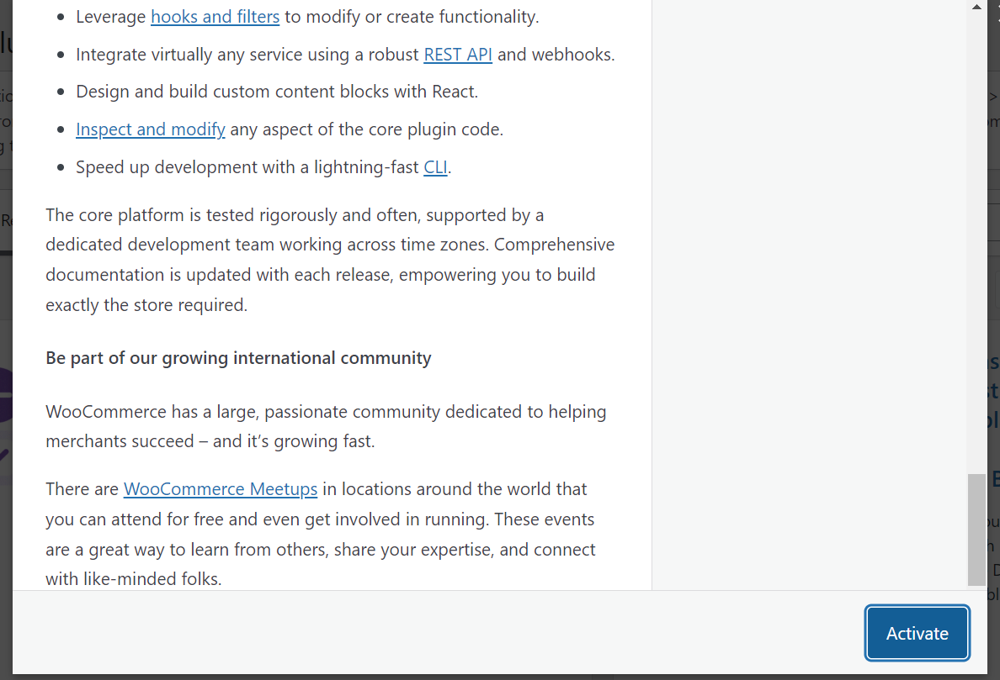 Leverage hooks and filters to modify or create functionality.
Integrate virtually any service using a robust REST API and webhooks.
Design and build custom content blocks with React.
Inspect and modify any aspect of the core plugin code.
Speed up development with a lightning-fast CLI.
The core platform is tested rigorously and often, supported by a
dedicated development team working across time zones. Comprehensive
documentation is updated with each release, empowering you to build
exactly the store required.
Be part of our growing international community
WooCommerce has a large, passionate community dedicated to helping
merchants succeed – and it’s growing fast.
There are WooCommerce Meetups in locations around the world that
you can attend for free and even get involved in running. These events
are a great way to learn from others, share your expertise, and connect
with like-minded folks.
Activate